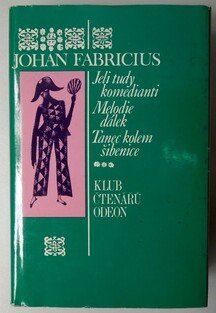 JOHAN FABRICIUS
Jeli tudy
komedianti
Melodie
dálek
Tanec kolem
šibenice
KLUB
ČTENÁŘŮ
ODEON